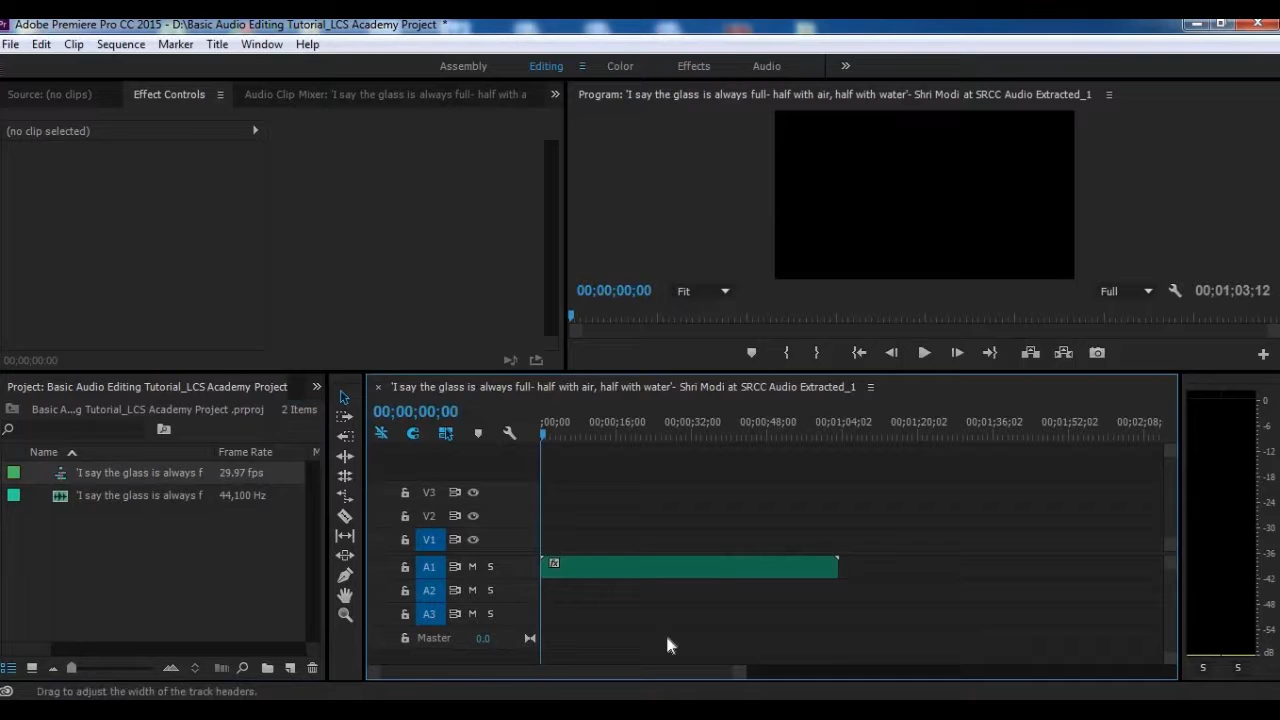 Adobe Premiere Pro CC 2015 - D:\Basic Audio Editing Tutorial_LCS Academy Project *
File Edit Clip Sequence Marker Title Window Help
Assembly Editing Color Effects Audio
Source: (no clips) Effect Controls Audio Clip Mixer: 'I say the glass is always full- half with a
Program: 'I say the glass is always full- half with air, half with water'- Shri Modi at SRCC Audio Extracted_1
(no clip selected)
00;00;00;00 Fit Full 00;01;03;12
00;00;00;00
Project: Basic Audio Editing Tutorial_LCS Academy Project
'I say the glass is always full- half with air, half with water'- Shri Modi at SRCC Audio Extracted_1
Basic A...g Tutorial_LCS Academy Project .prproj 2 Items
00;00;00;00
;00;00 00;00;16;00 00;00;32;00 00;00;48;00 00;01;04;02 00;01;20;02 00;01;36;02 00;01;52;02 00;02;08;
Name Frame Rate M
'I say the glass is always f 29.97 fps
'I say the glass is always f 44,100 Hz
V3
V2
V1
A1 M S
fx
A2 M S
A3 M S
Master 0.0
0
-6
-12
-18
-24
-30
-36
-42
-48
-54
dB
S S
Drag to adjust the width of the track headers.